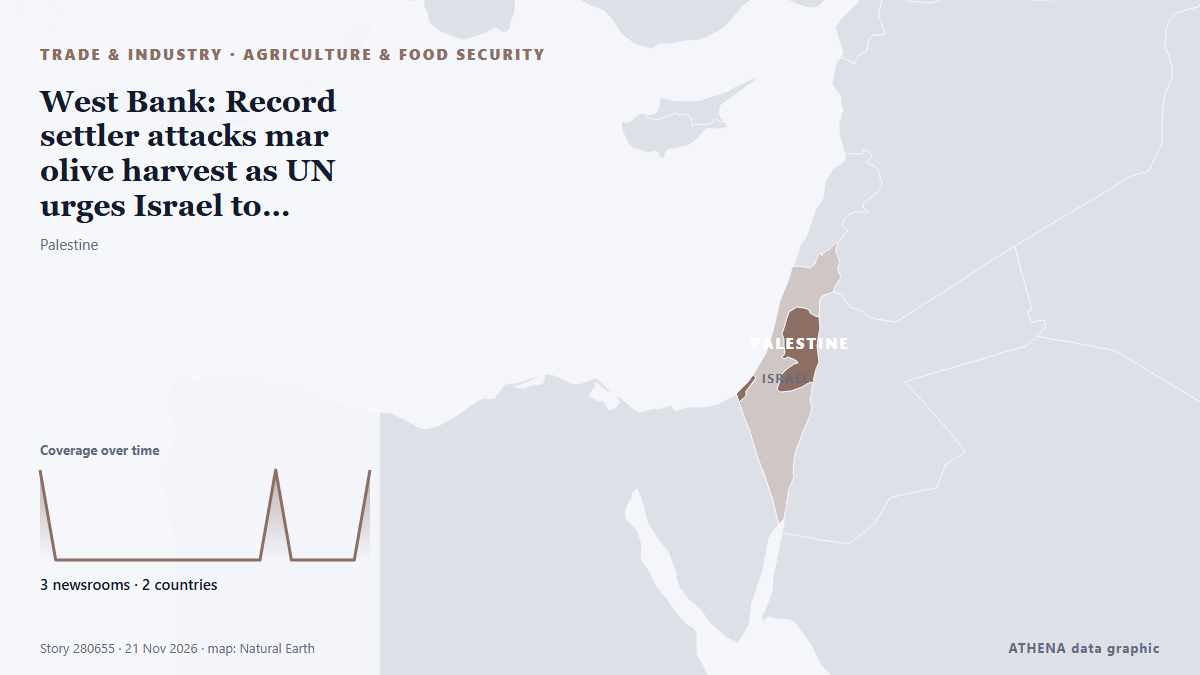 TRADE & INDUSTRY · AGRICULTURE & FOOD SECURITY
West Bank: Record
settler attacks mar
olive harvest as UN
urges Israel to…
Palestine
PALESTINE
ISRAEL
Coverage over time
3 newsrooms · 2 countries
Story 280655 · 21 Nov 2026 · map: Natural Earth
ATHENA data graphic